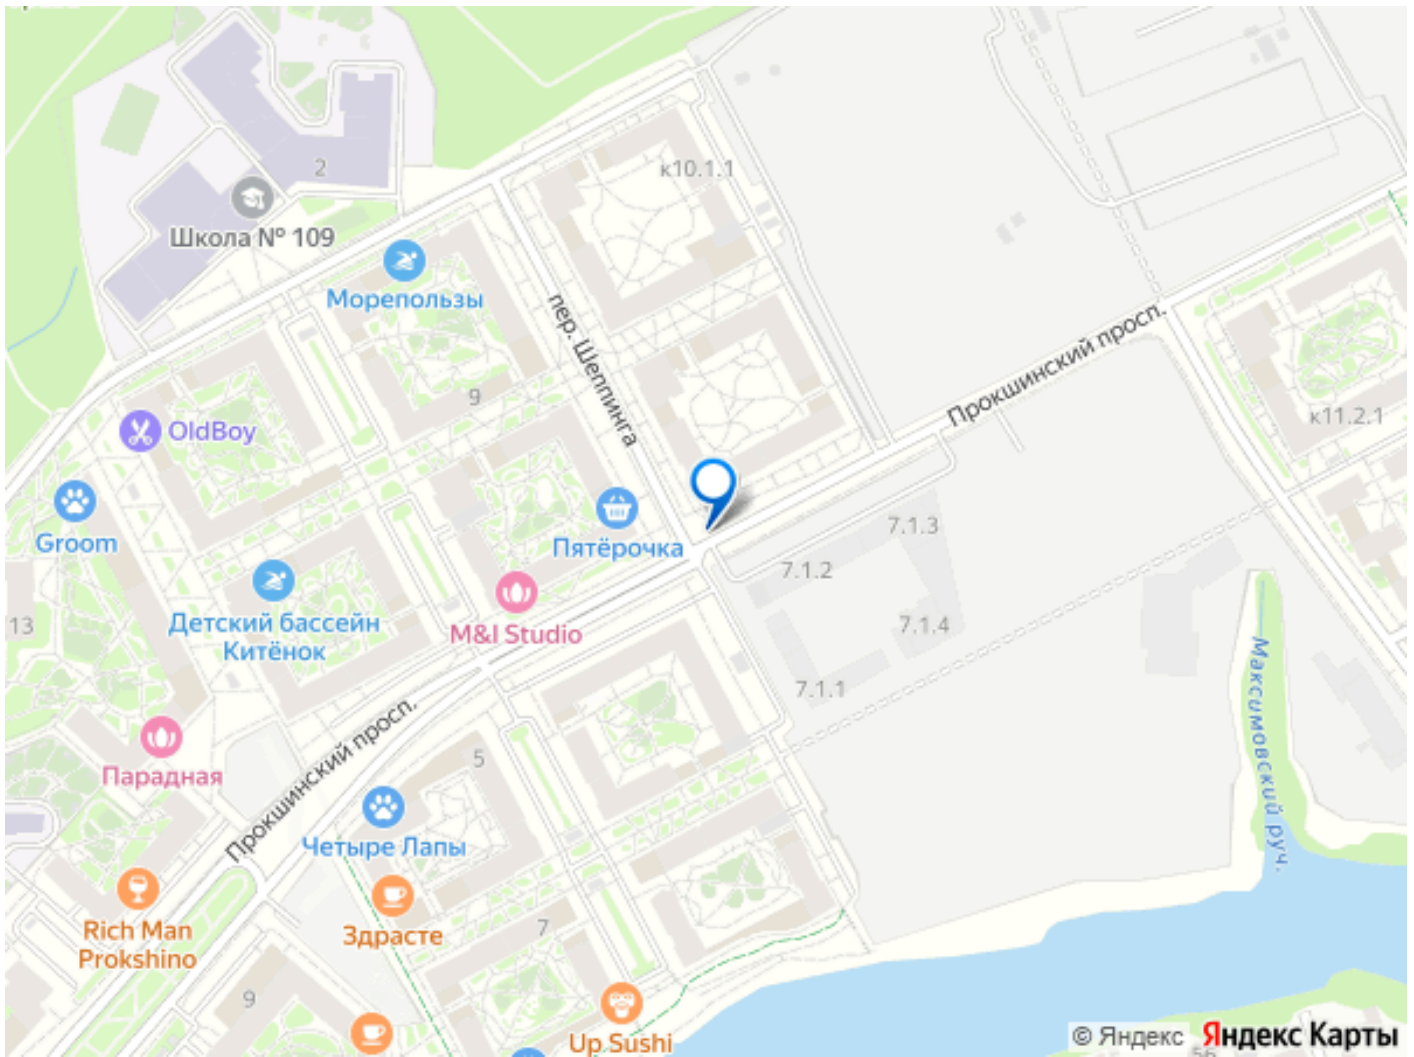 к10.1.1
2
Школа № 109
Морепользы
пер. Шеппинга
Прокшинский просп.
9
к11.2.1
OldBoy
Groom
Пятёрочка
7.1.3
7.1.2
Детский бассейн
Китёнок
M&I Studio
13
7.1.4
7.1.1
Максимовский руч.
Парадная
Прокшинский просп.
5
Четыре Лапы
Rich Man
Prokshino
Здрасте
7
9
Up Sushi
© Яндекс Яндекс Карты